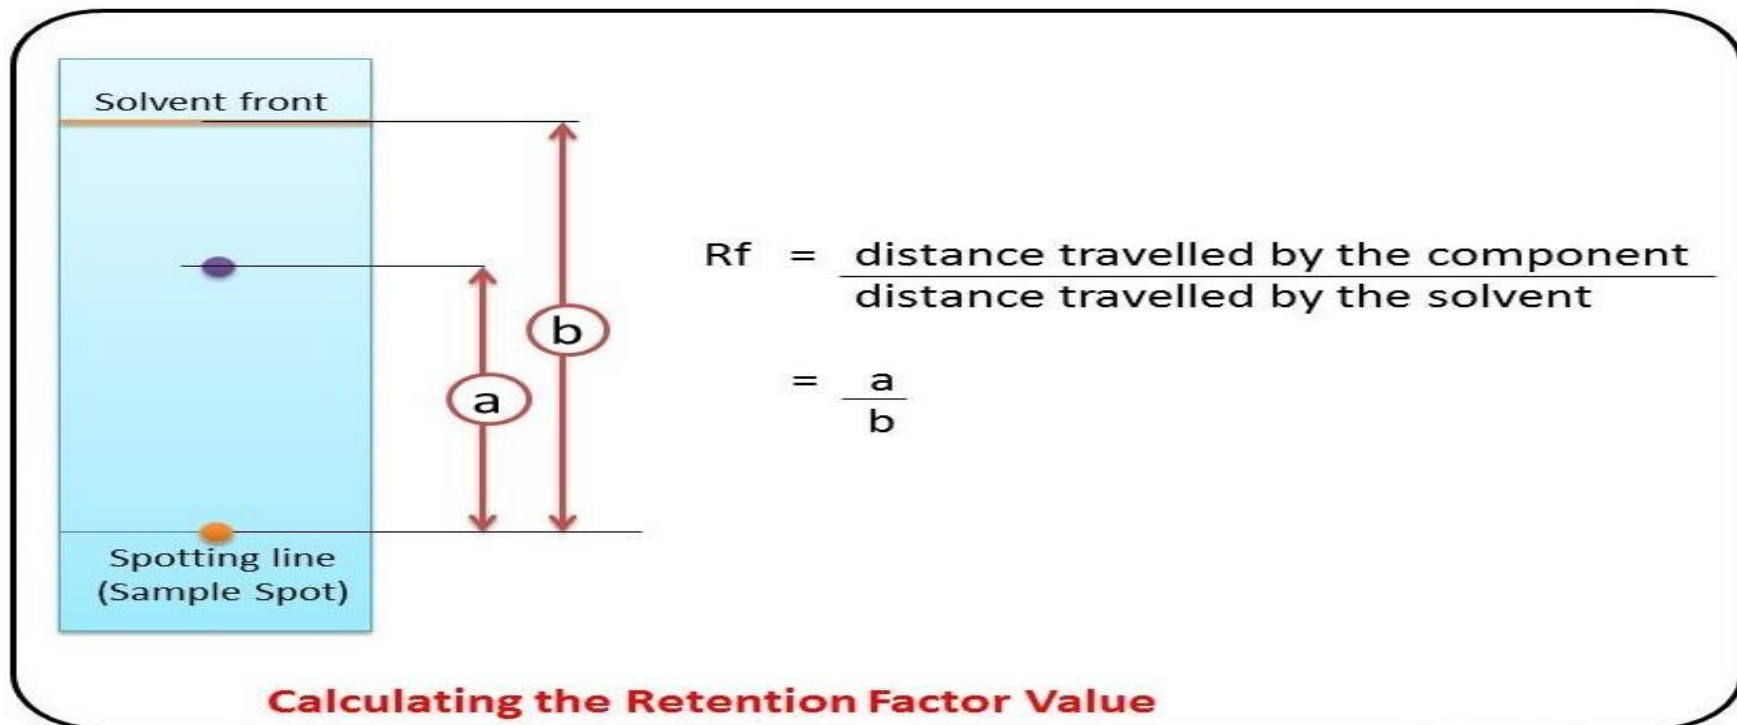 Solvent front
b
a
Spotting line
(Sample Spot)
Rf = distance travelled by the component
distance travelled by the solvent
= a
b
Calculating the Retention Factor Value